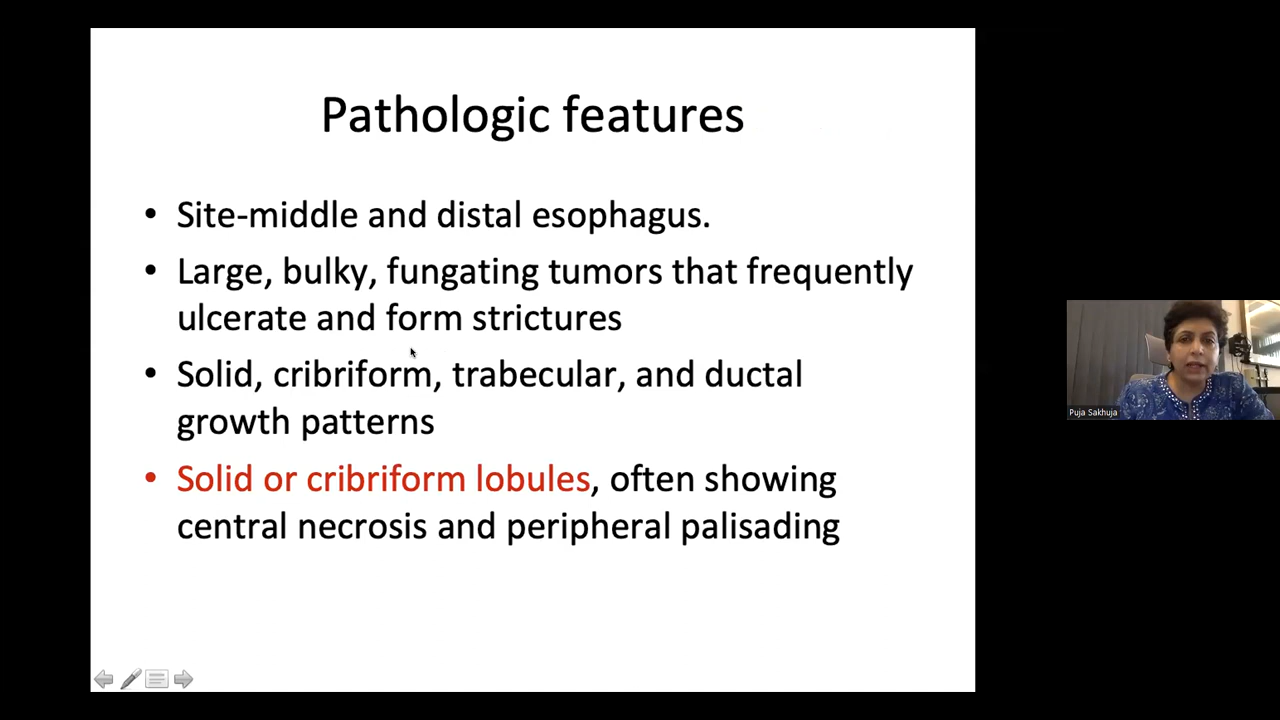 Pathologic features
• Site-middle and distal esophagus.
• Large, bulky, fungating tumors that frequently
ulcerate and form strictures
• Solid, cribriform, trabecular, and ductal
growth patterns
• Solid or cribriform lobules, often showing
central necrosis and peripheral palisading
Puja Sakhuja